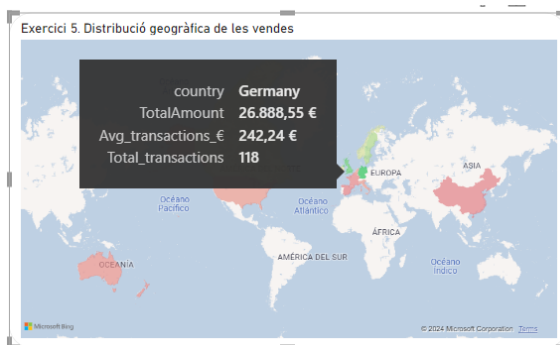 Exercici 5. Distribució geogràfica de les vendes
country Germany
TotalAmount 26.888,55 €
Avg_transactions_€ 242,24 €
Total_transactions 118
EUROPA
ASIA
Océano
Pacífico
Océano
Atlántico
ÁFRICA
OCEANÍA
AMÉRICA DEL SUR
Océano
Índico
Microsoft Bing
© 2024 Microsoft Corporation Terms